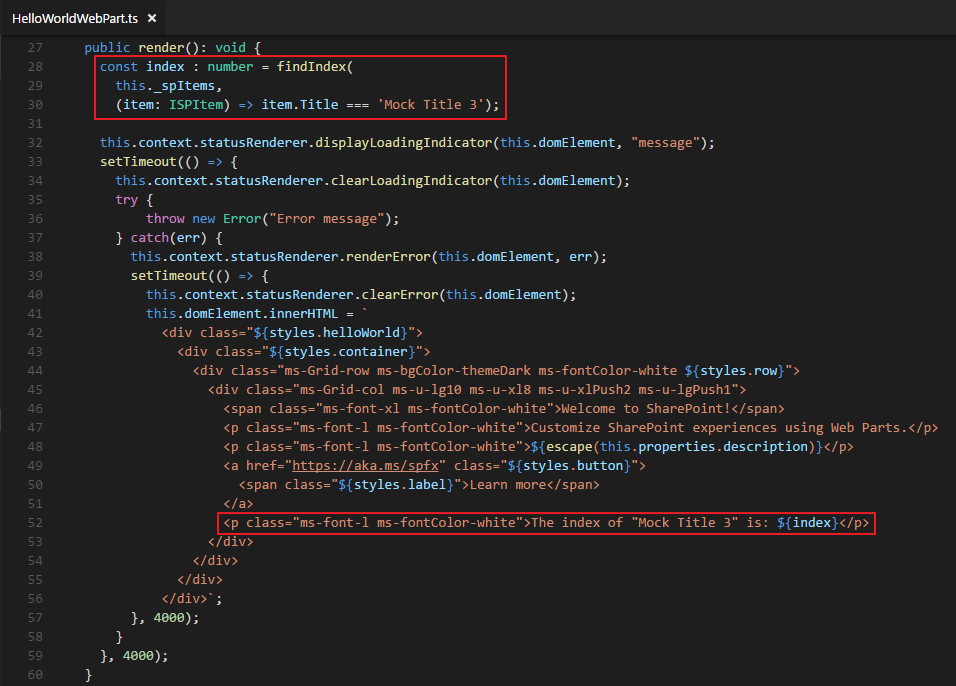 HelloWorldWebPart.ts ×
27 public render(): void {
28 const index : number = findIndex(
29 this._spItems,
30 (item: ISPItem) => item.Title === 'Mock Title 3');
31
32 this.context.statusRenderer.displayLoadingIndicator(this.domElement, "message");
33 setTimeout(() => {
34 this.context.statusRenderer.clearLoadingIndicator(this.domElement);
35 try {
36 throw new Error("Error message");
37 } catch(err) {
38 this.context.statusRenderer.renderError(this.domElement, err);
39 setTimeout(() => {
40 this.context.statusRenderer.clearError(this.domElement);
41 this.domElement.innerHTML = `
42 <div class="${styles.helloWorld}">
43 <div class="${styles.container}">
44 <div class="ms-Grid-row ms-bgColor-themeDark ms-fontColor-white ${styles.row}">
45 <div class="ms-Grid-col ms-u-lg10 ms-u-xl8 ms-u-xlPush2 ms-u-lgPush1">
46 <span class="ms-font-xl ms-fontColor-white">Welcome to SharePoint!</span>
47 <p class="ms-font-l ms-fontColor-white">Customize SharePoint experiences using Web Parts.</p>
48 <p class="ms-font-l ms-fontColor-white">${escape(this.properties.description)}</p>
49 <a href="https://aka.ms/spfx" class="${styles.button}">
50 <span class="${styles.label}">Learn more</span>
51 </a>
52 <p class="ms-font-l ms-fontColor-white">The index of "Mock Title 3" is: ${index}</p>
53 </div>
54 </div>
55 </div>
56 </div>`;
57 }, 4000);
58 }
59 }, 4000);
60 }